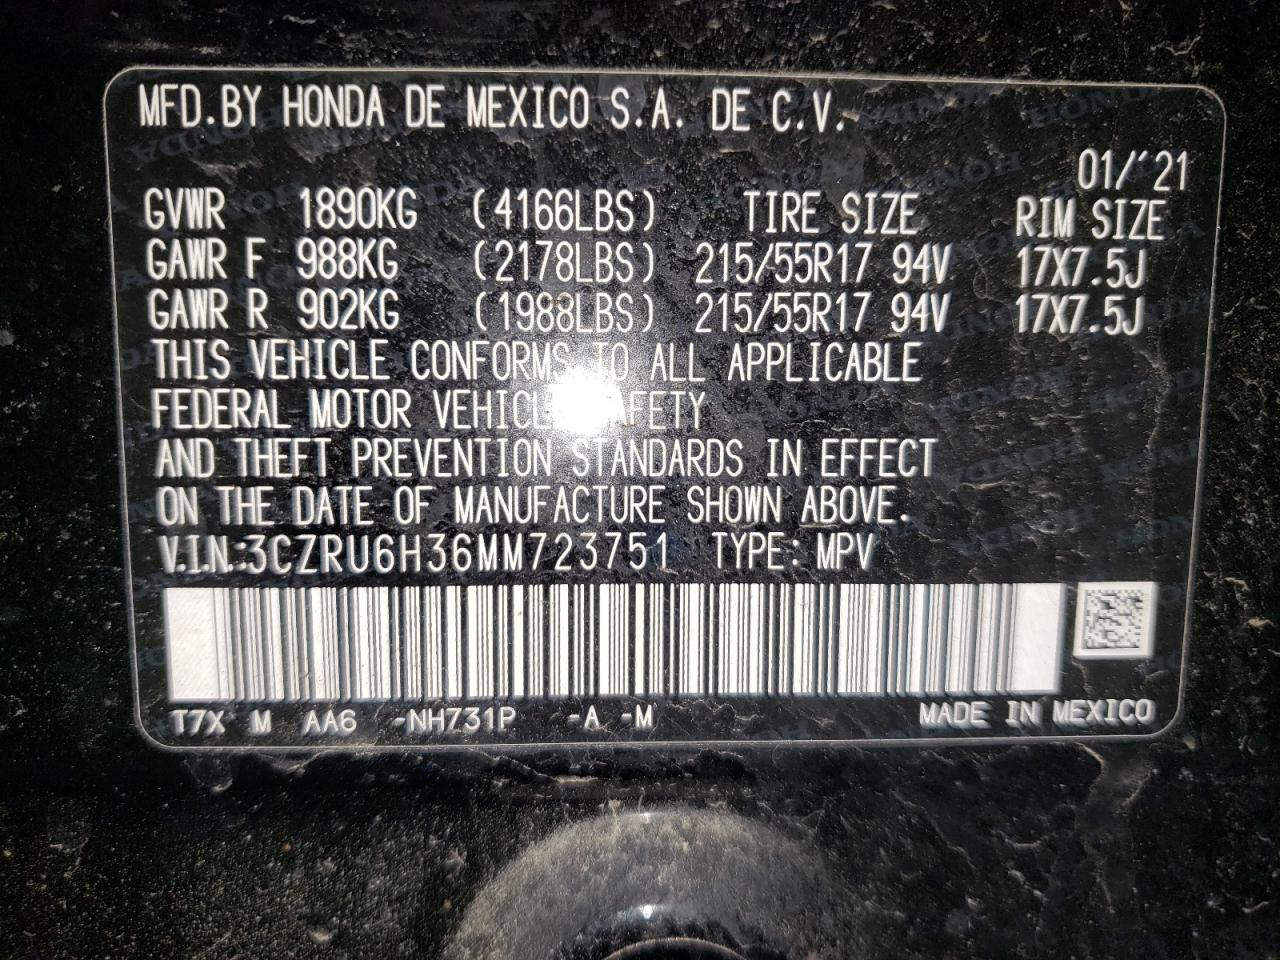 MFD.BY HONDA DE MEXICO S.A. DE C.V.
01/'21
GVWR 1890KG (4166LBS) TIRE SIZE RIM SIZE
GAWR F 988KG (2178LBS) 215/55R17 94V 17X7.5J
GAWR R 902KG (1988LBS) 215/55R17 94V 17X7.5J
THIS VEHICLE CONFORMS TO ALL APPLICABLE
FEDERAL MOTOR VEHICLE SAFETY
AND THEFT PREVENTION STANDARDS IN EFFECT
ON THE DATE OF MANUFACTURE SHOWN ABOVE.
V.I.N.:3CZRU6H36MM723751 TYPE: MPV
T7X M AA6 -NH731P -A -M MADE IN MEXICO